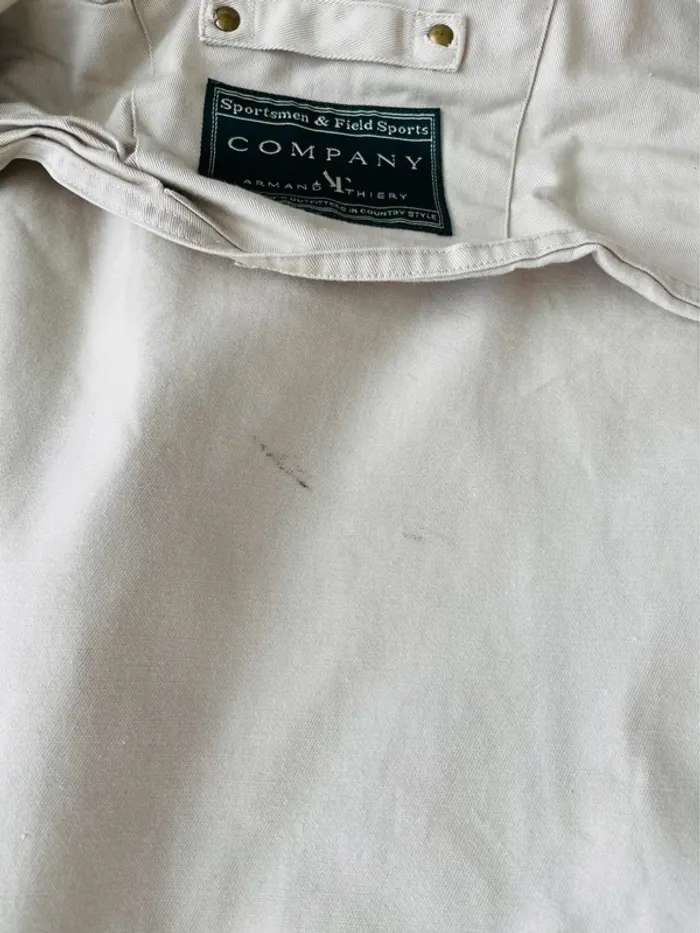 Sportsmen & Field Sports
COMPANY
ARMAND THIERY
OUTFITTERS IN COUNTRY STYLE